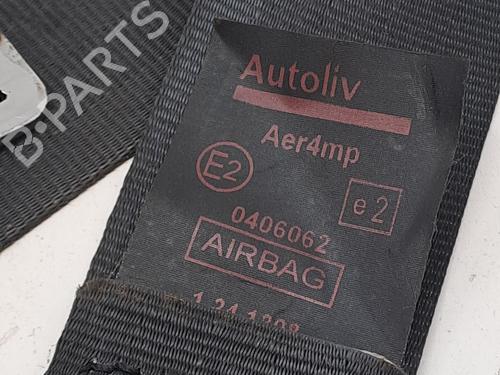 B-PARTS
Autoliv
Aer4mp
E2
e2
0406062
AIRBAG